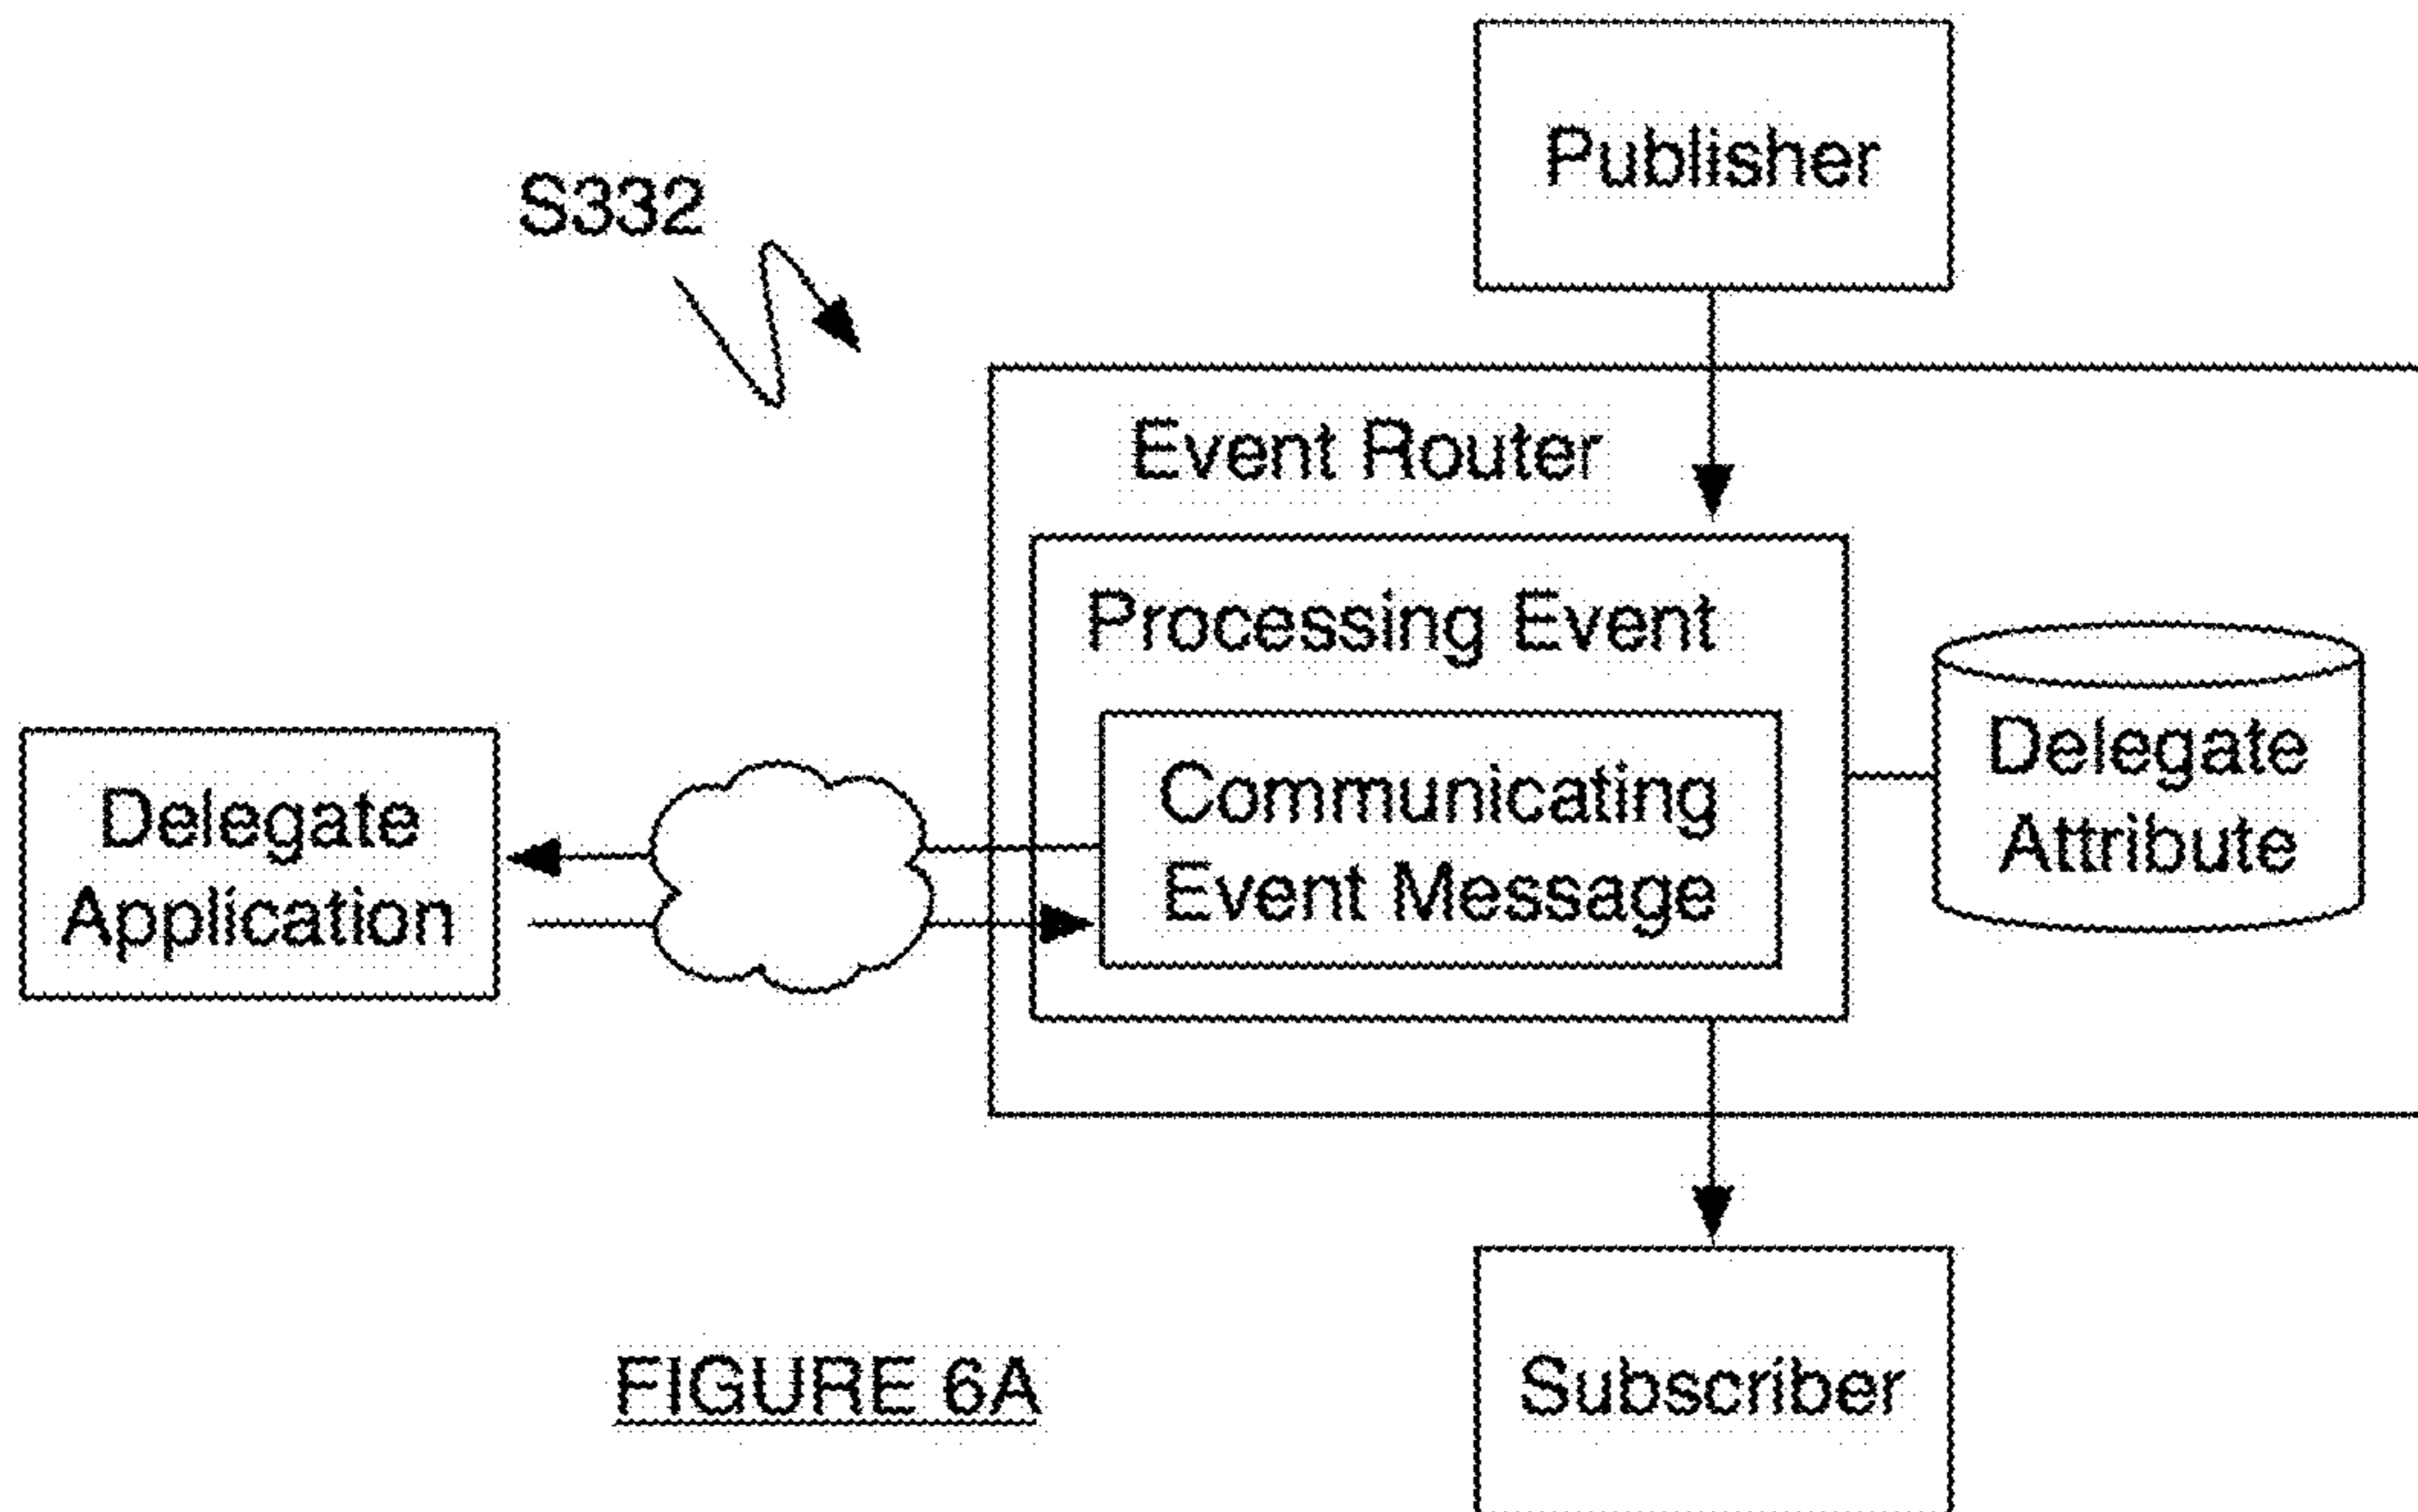 Publisher
S332
Event Router
Processing Event
Communicating
Event Message
Delegate
Attribute
Delegate
Application
Subscriber
FIGURE 6A